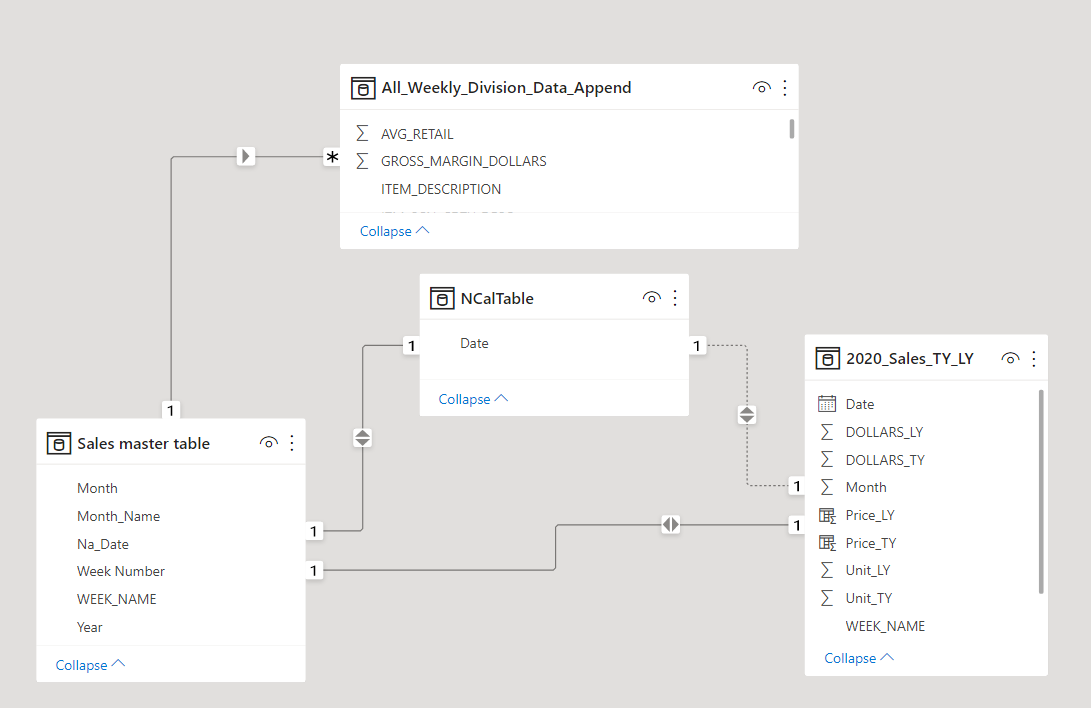 All_Weekly_Division_Data_Append
AVG_RETAIL
*
GROSS_MARGIN_DOLLARS
ITEM_DESCRIPTION
Collapse
NCalTable
1
Date
1
Collapse
2020_Sales_TY_LY
Date
DOLLARS_LY
DOLLARS_TY
1
Month
Price_LY
1
Price_TY
Unit_LY
Unit_TY
WEEK_NAME
Collapse
1
Sales master table
Month
Month_Name
1
Na_Date
1
Week Number
WEEK_NAME
Year
Collapse